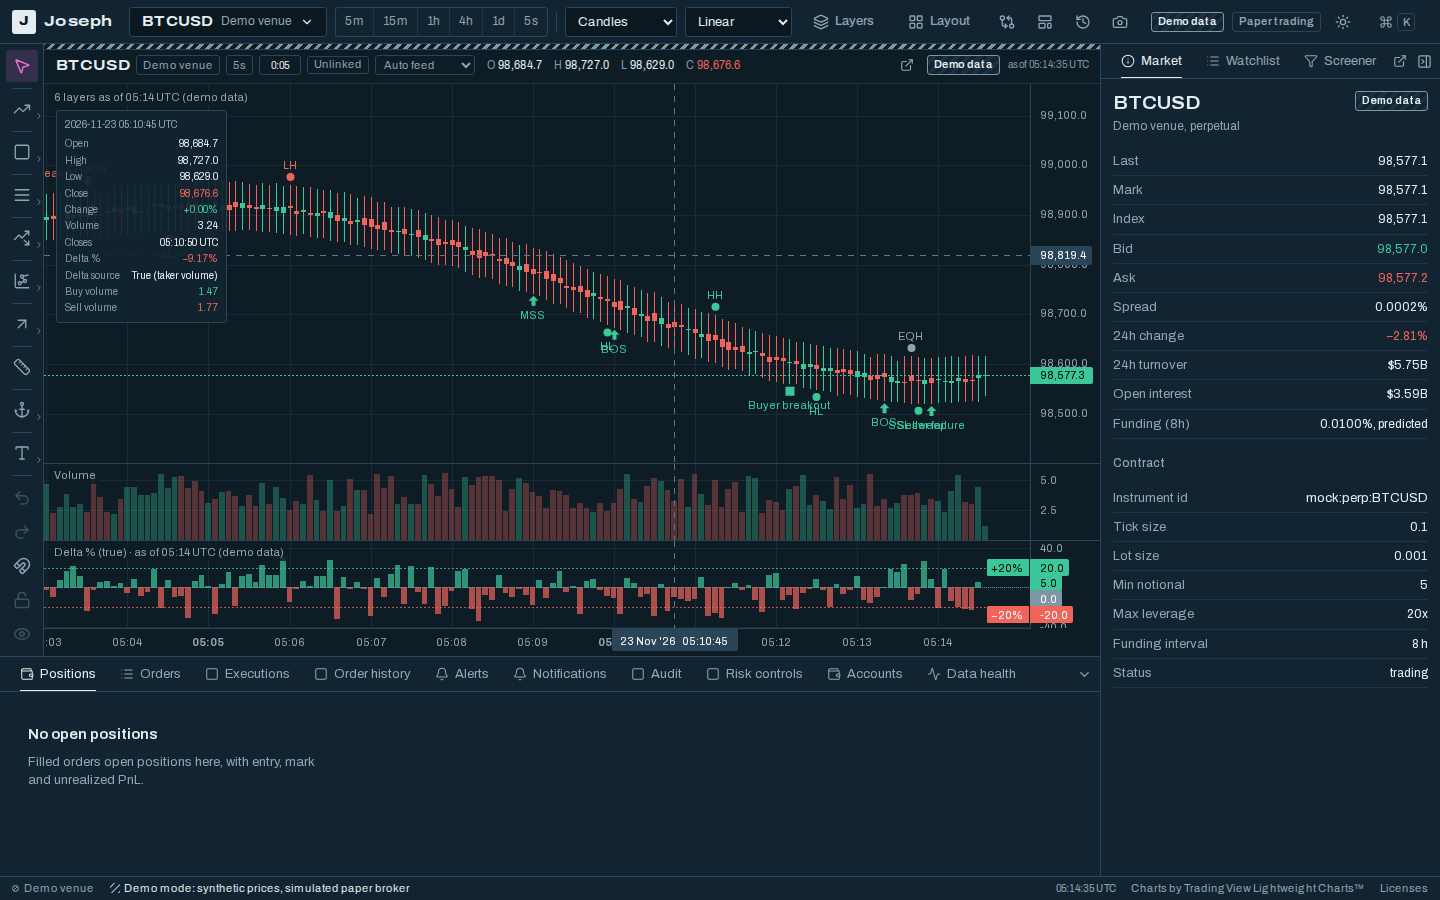 J Joseph BTCUSD Demo venue 5m 15m 1h 4h 1d 5s Candles Linear Layers Layout Demo data Paper trading ⌘ K
BTCUSD Demo venue 5s 0:05 Unlinked Auto feed O 98,684.7 H 98,727.0 L 98,629.0 C 98,676.6 Demo data as of 05:14:35 UTC
6 layers as of 05:14 UTC (demo data)
2026-11-23 05:10:45 UTC
Open 98,684.7
High 98,727.0
Low 98,629.0
Close 98,676.6
Change +0.00%
Volume 3.24
Closes 05:10:50 UTC
Delta % −9.17%
Delta source True (taker volume)
Buy volume 1.47
Sell volume 1.77
LH
MSS
BOS
HH
EQH
Buyer breakout
HL
BOS
99,100.0
99,000.0
98,900.0
98,819.4
98,800.0
98,700.0
98,600.0
98,577.3
98,500.0
Volume
5.0
2.5
Delta % (true) · as of 05:14 UTC (demo data)
40.0
+20% 20.0
5.0
0.0
−20% -20.0
-40.0
:03 05:04 05:05 05:06 05:07 05:08 05:09 05 23 Nov '26 05:10:45 05:12 05:13 05:14
Market Watchlist Screener
BTCUSD Demo data
Demo venue, perpetual
Last 98,577.1
Mark 98,577.1
Index 98,577.1
Bid 98,577.0
Ask 98,577.2
Spread 0.0002%
24h change −2.81%
24h turnover $5.75B
Open interest $3.59B
Funding (8h) 0.0100%, predicted
Contract
Instrument id mock:perp:BTCUSD
Tick size 0.1
Lot size 0.001
Min notional 5
Max leverage 20x
Funding interval 8 h
Status trading
Positions Orders Executions Order history Alerts Notifications Audit Risk controls Accounts Data health
No open positions
Filled orders open positions here, with entry, mark
and unrealized PnL.
Demo venue Demo mode: synthetic prices, simulated paper broker 05:14:35 UTC Charts by TradingView Lightweight Charts™ Licenses